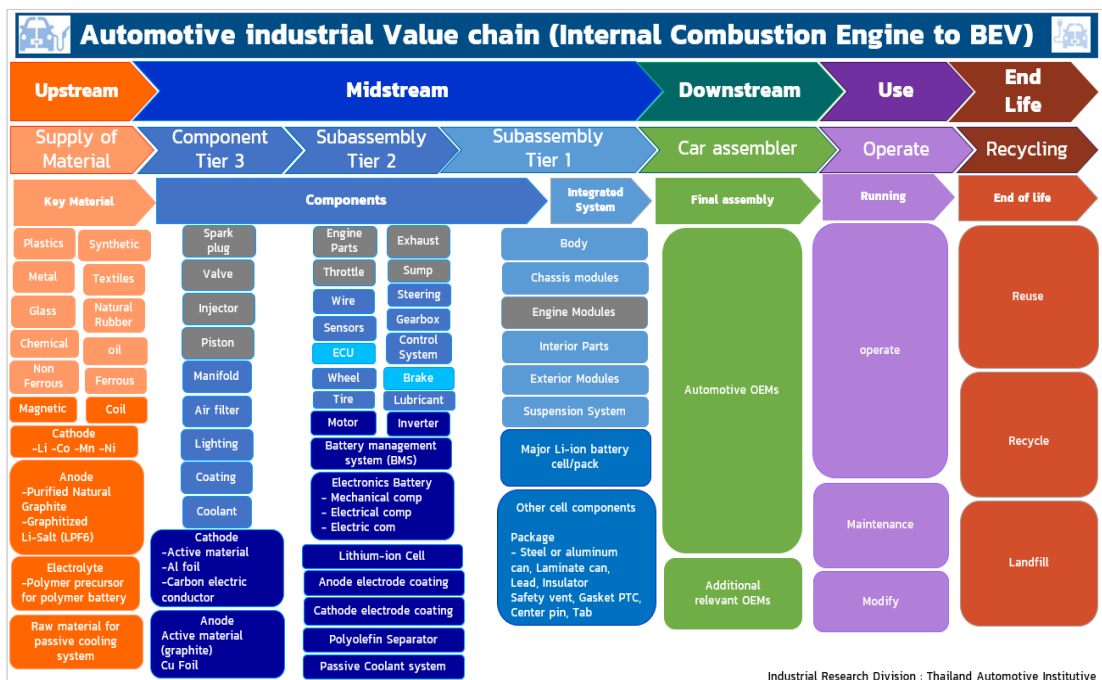 Automotive industrial Value chain (Internal Combustion Engine to BEV)
Upstream
Midstream
Downstream
Use
End
Life
Supply of
Material
Component
Tier 3
Subassembly
Tier 2
Subassembly
Tier 1
Car assembler
Operate
Recycling
Key Material
Components
Integrated
System
Final assembly
Running
End of life
Plastics
Synthetic
Metal
Textiles
Glass
Natural
Rubber
Chemical
oil
Non
Ferrous
Ferrous
Magnetic
Coil
Cathode
-Li -Co -Mn -Ni
Anode
-Purified Natural
Graphite
-Graphitized
Li-Salt (LPF6)
Electrolyte
-Polymer precursor
for polymer battery
Raw material for
passive cooling
system
Spark
plug
Valve
Injector
Piston
Manifold
Air filter
Lighting
Coating
Coolant
Cathode
-Active material
-Al foil
-Carbon electric
conductor
Anode
Active material
(graphite)
Cu Foil
Engine
Parts
Exhaust
Throttle
Sump
Wire
Steering
Sensors
Gearbox
ECU
Control
System
Wheel
Brake
Tire
Lubricant
Motor
Inverter
Battery management
system (BMS)
Electronics Battery
- Mechanical comp
- Electrical comp
- Electric com
Lithium-ion Cell
Anode electrode coating
Cathode electrode coating
Polyolefin Separator
Passive Coolant system
Body
Chassis modules
Engine Modules
Interior Parts
Exterior Modules
Suspension System
Major Li-ion battery
cell/pack
Other cell components
Package
- Steel or aluminum
can, Laminate can,
Lead, Insulator
Safety vent, Gasket PTC,
Center pin, Tab
Automotive OEMs
Additional
relevant OEMs
operate
Maintenance
Modify
Reuse
Recycle
Landfill
Industrial Research Division : Thailand Automotive Institutive